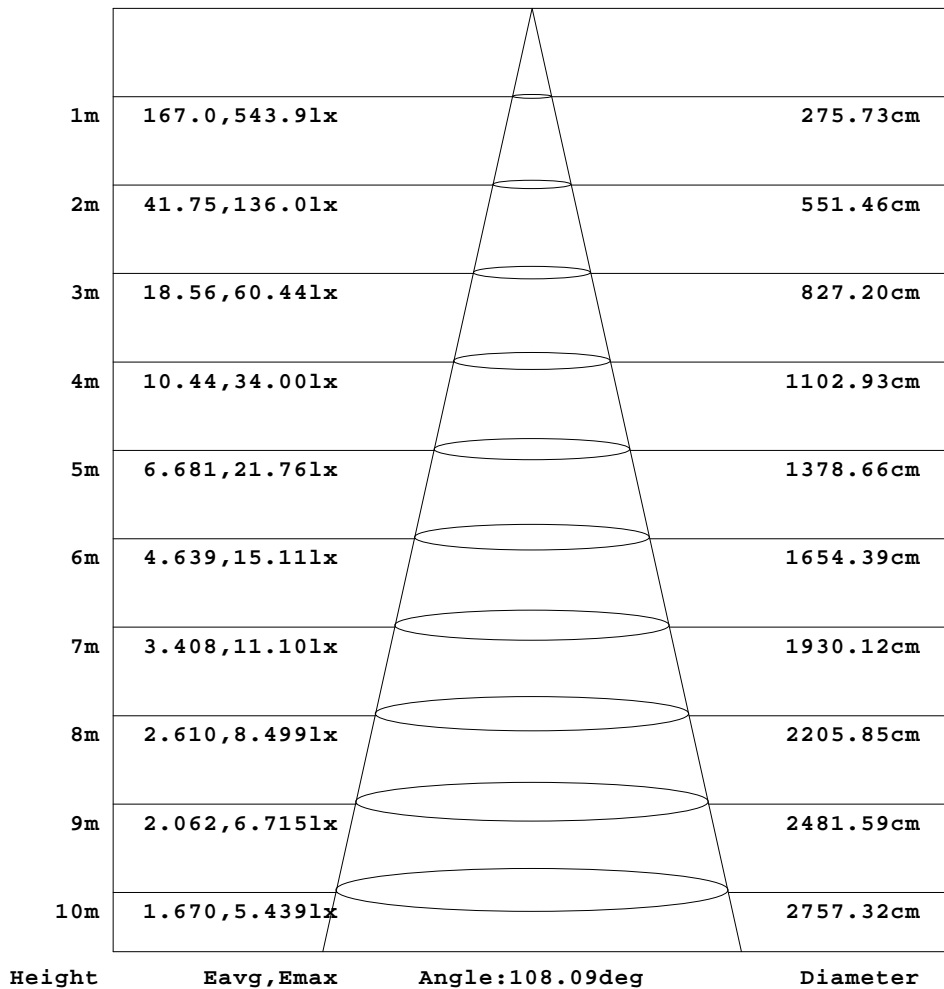 1m 167.0,543.9lx 275.73cm
2m 41.75,136.0lx 551.46cm
3m 18.56,60.44lx 827.20cm
4m 10.44,34.00lx 1102.93cm
5m 6.681,21.76lx 1378.66cm
6m 4.639,15.11lx 1654.39cm
7m 3.408,11.10lx 1930.12cm
8m 2.610,8.499lx 2205.85cm
9m 2.062,6.715lx 2481.59cm
10m 1.670,5.439lx 2757.32cm
Height Eavg,Emax Angle:108.09deg Diameter